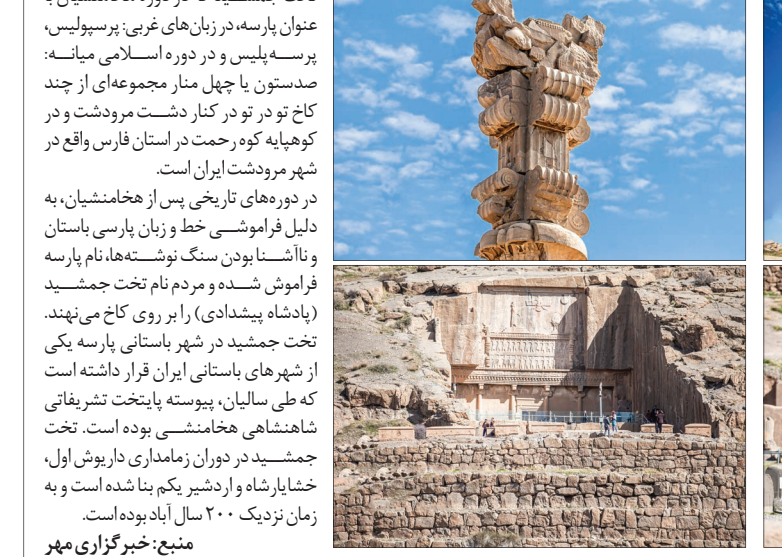 عنوان پارسه، در زبان‌های غربی: پرسپولیس،
پرسه‌پلیس و در دوره اسلامی میانه:
صدستون یا چهل منار مجموعه‌ای از چند
کاخ تو در تو در کنار دشت مرودشت و در
کوهپایه کوه رحمت در استان فارس واقع در
شهر مرودشت ایران است.
در دوره‌های تاریخی پس از هخامنشیان، به
دلیل فراموشی خط و زبان پارسی باستان
و ناآشنا بودن سنگ نوشته‌ها، نام پارسه
فراموش شده و مردم نام تخت جمشید
(پادشاه پیشدادی) را بر روی کاخ می‌نهند.
تخت جمشید در شهر باستانی پارسه یکی
از شهرهای باستانی ایران قرار داشته است
که طی سالیان، پیوسته پایتخت تشریفاتی
شاهنشاهی هخامنشی بوده است. تخت
جمشید در دوران زمامداری داریوش اول،
خشایارشاه و اردشیر یکم بنا شده است و به
زمان نزدیک ۲۰۰ سال آباد بوده است.
منبع: خبرگزاری مهر